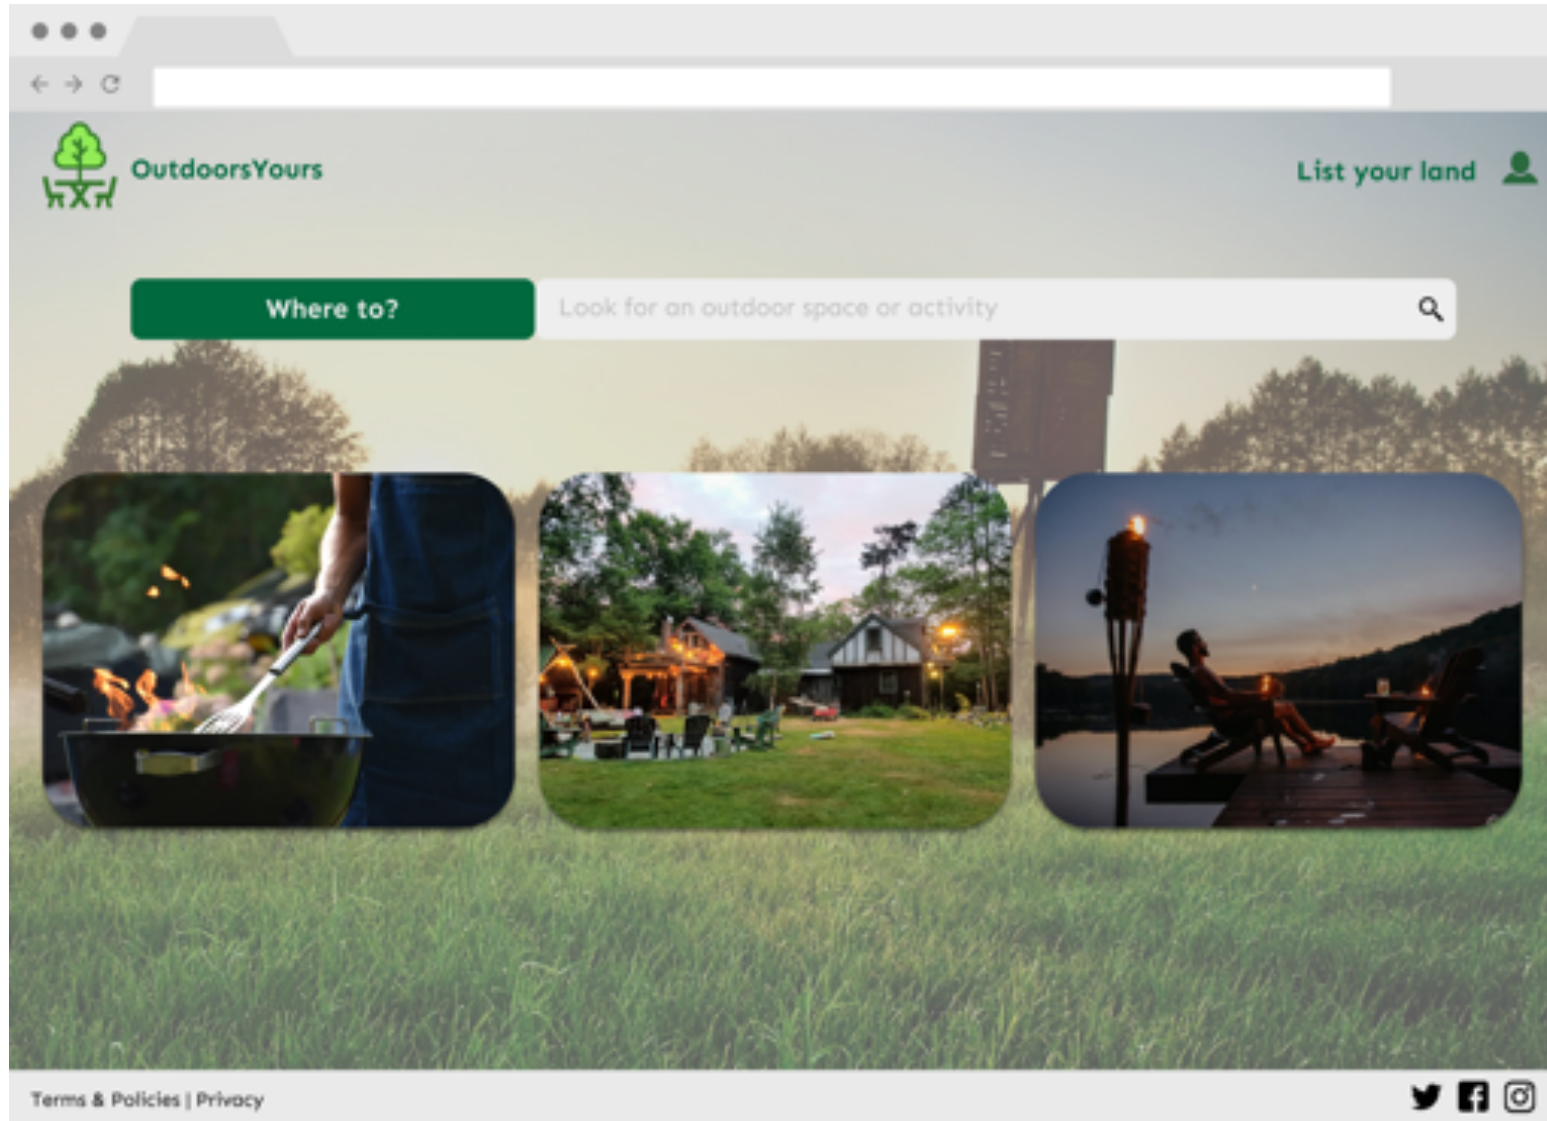 OutdoorsYours
List your land
Where to?
Look for an outdoor space or activity
Terms & Policies | Privacy